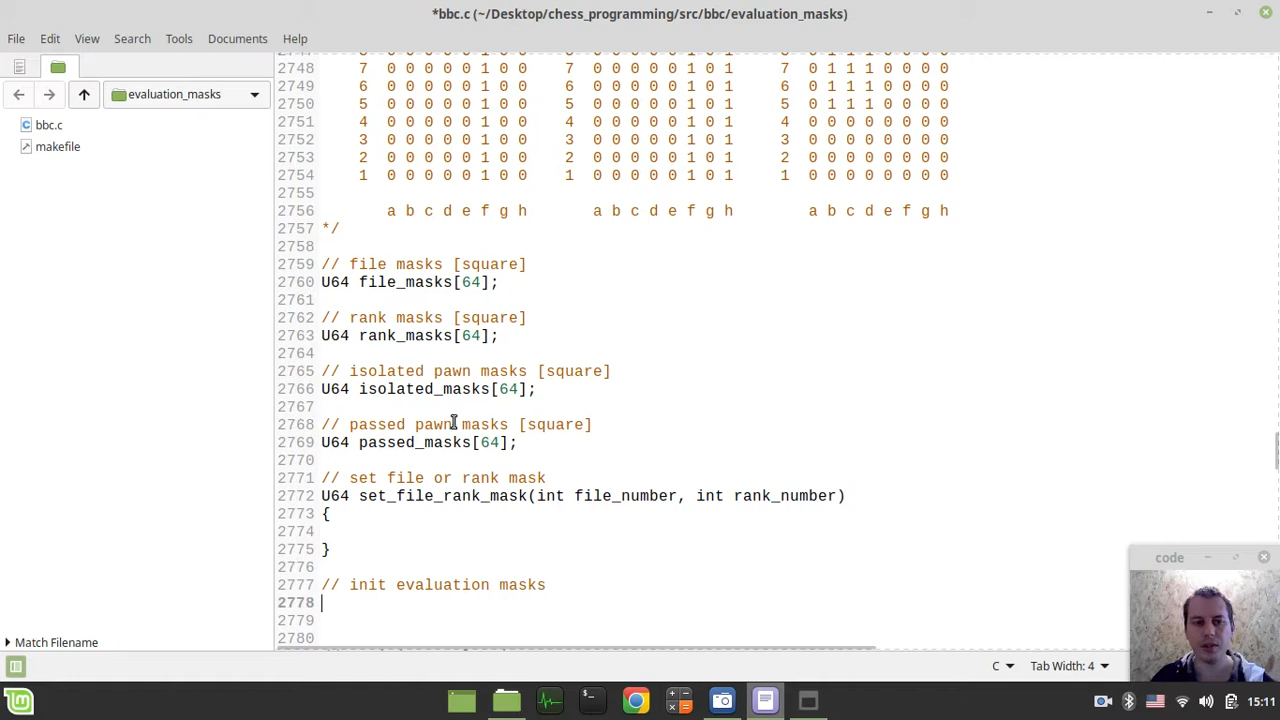 *bbc.c (~/Desktop/chess_programming/src/bbc/evaluation_masks)
File Edit View Search Tools Documents Help
evaluation_masks
bbc.c
makefile
2748 7 0 0 0 0 0 1 0 0 7 0 0 0 0 0 1 0 1 7 0 1 1 1 0 0 0 0
2749 6 0 0 0 0 0 1 0 0 6 0 0 0 0 0 1 0 1 6 0 1 1 1 0 0 0 0
2750 5 0 0 0 0 0 1 0 0 5 0 0 0 0 0 1 0 1 5 0 1 1 1 0 0 0 0
2751 4 0 0 0 0 0 1 0 0 4 0 0 0 0 0 1 0 1 4 0 0 0 0 0 0 0 0
2752 3 0 0 0 0 0 1 0 0 3 0 0 0 0 0 1 0 1 3 0 0 0 0 0 0 0 0
2753 2 0 0 0 0 0 1 0 0 2 0 0 0 0 0 1 0 1 2 0 0 0 0 0 0 0 0
2754 1 0 0 0 0 0 1 0 0 1 0 0 0 0 0 1 0 1 1 0 0 0 0 0 0 0 0
2755
2756 a b c d e f g h a b c d e f g h a b c d e f g h
2757 */
2758
2759 // file masks [square]
2760 U64 file_masks[64];
2761
2762 // rank masks [square]
2763 U64 rank_masks[64];
2764
2765 // isolated pawn masks [square]
2766 U64 isolated_masks[64];
2767
2768 // passed pawn masks [square]
2769 U64 passed_masks[64];
2770
2771 // set file or rank mask
2772 U64 set_file_rank_mask(int file_number, int rank_number)
2773 {
2774
2775 }
2776
2777 // init evaluation masks
2778
2779
2780
Match Filename
code
C Tab Width: 4
15:11